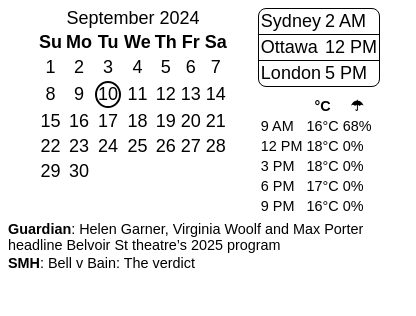 September 2024
Su Mo Tu We Th Fr Sa
1 2 3 4 5 6 7
8 9 10 11 12 13 14
15 16 17 18 19 20 21
22 23 24 25 26 27 28
29 30
Sydney 2 AM
Ottawa 12 PM
London 5 PM
°C ☂
9 AM 16°C 68%
12 PM 18°C 0%
3 PM 18°C 0%
6 PM 17°C 0%
9 PM 16°C 0%
Guardian: Helen Garner, Virginia Woolf and Max Porter
headline Belvoir St theatre’s 2025 program
SMH: Bell v Bain: The verdict